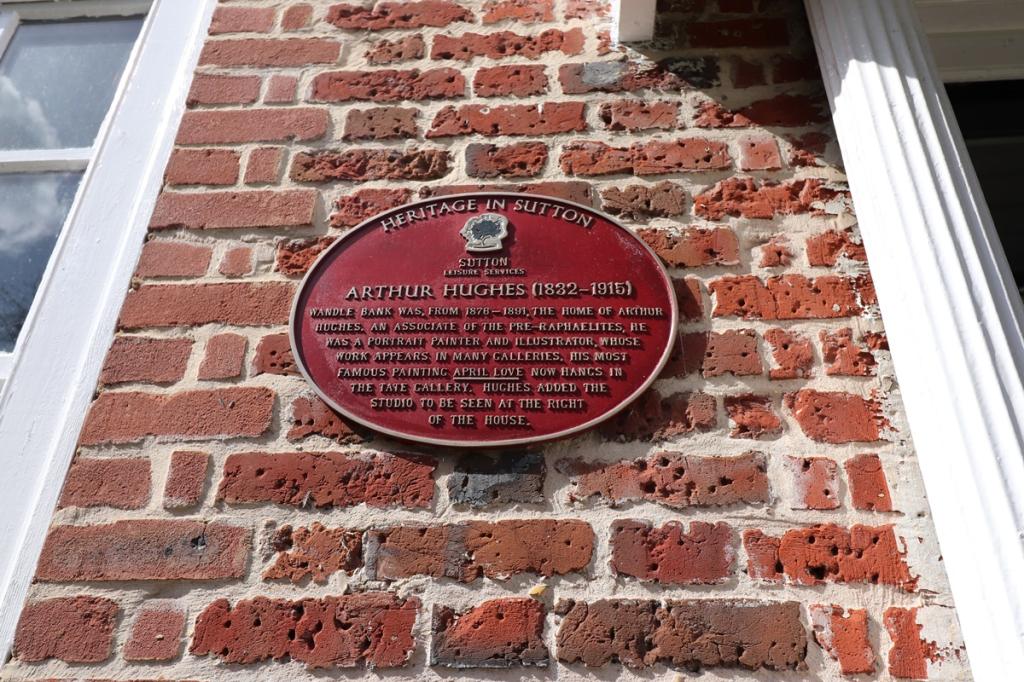 HERITAGE IN SUTTON
SUTTON
LEISURE SERVICES
ARTHUR HUGHES (1832-1915)
WANDLE BANK WAS, FROM 1876-1891, THE HOME OF ARTHUR
HUGHES. AN ASSOCIATE OF THE PRE-RAPHAELITES, HE
WAS A PORTRAIT PAINTER AND ILLUSTRATOR, WHOSE
WORK APPEARS IN MANY GALLERIES. HIS MOST
FAMOUS PAINTING APRIL LOVE NOW HANGS IN
THE TATE GALLERY. HUGHES ADDED THE
STUDIO TO BE SEEN AT THE RIGHT
OF THE HOUSE.